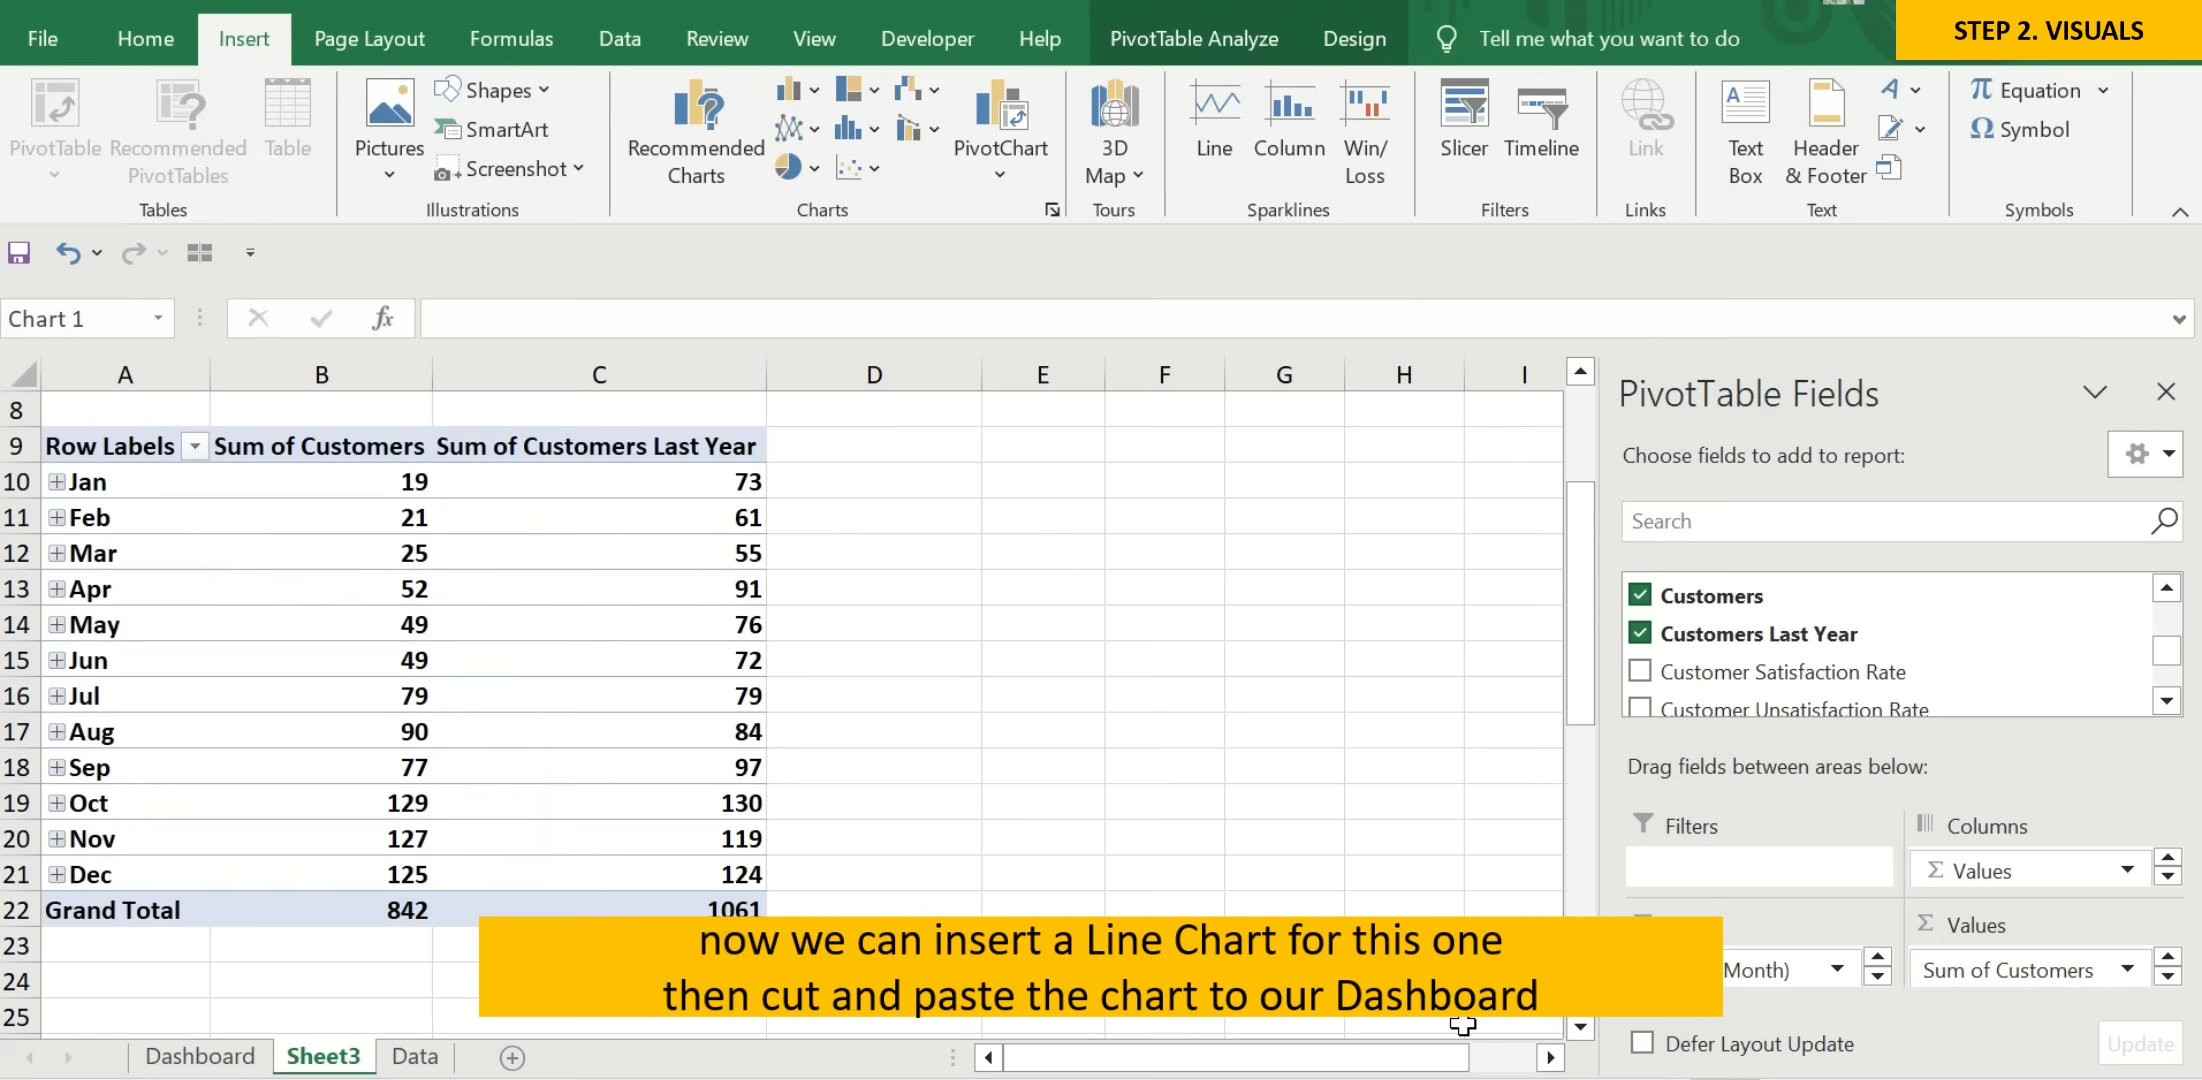 STEP 2. VISUALS
File Home Insert Page Layout Formulas Data Review View Developer Help PivotTable Analyze Design Tell me what you want to do
PivotTable
Recommended
PivotTables
Table
Tables
Pictures
Shapes
SmartArt
Screenshot
Illustrations
Recommended
Charts
PivotChart
Charts
3D
Map
Tours
Line
Column
Win/
Loss
Sparklines
Slicer
Timeline
Filters
Link
Links
Text
Box
Header
& Footer
Text
Equation
Symbol
Symbols
Chart 1
fx
A B C D E F G H I
8
9 Row Labels Sum of Customers Sum of Customers Last Year
10 Jan 19 73
11 Feb 21 61
12 Mar 25 55
13 Apr 52 91
14 May 49 76
15 Jun 49 72
16 Jul 79 79
17 Aug 90 84
18 Sep 77 97
19 Oct 129 130
20 Nov 127 119
21 Dec 125 124
22 Grand Total 842 1061
23
24
25
now we can insert a Line Chart for this one
then cut and paste the chart to our Dashboard
Dashboard Sheet3 Data
PivotTable Fields
Choose fields to add to report:
Search
Customers
Customers Last Year
Customer Satisfaction Rate
Customer Unsatisfaction Rate
Drag fields between areas below:
Filters
Columns
Σ Values
Σ Values
Month)
Sum of Customers
Defer Layout Update
Update